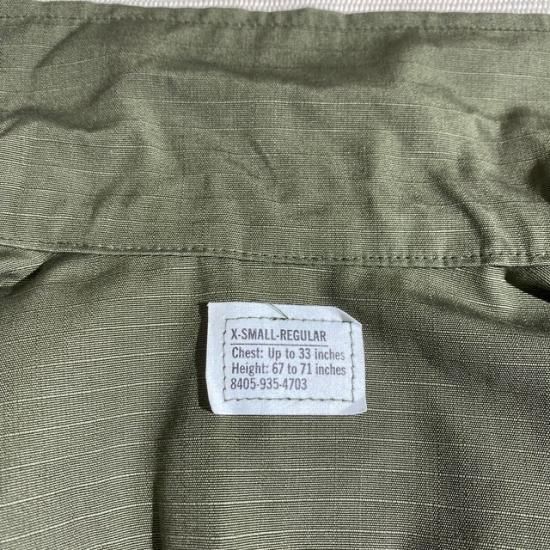 X-SMALL-REGULAR
Chest: Up to 33 inches
Height: 67 to 71 inches
8405-935-4703